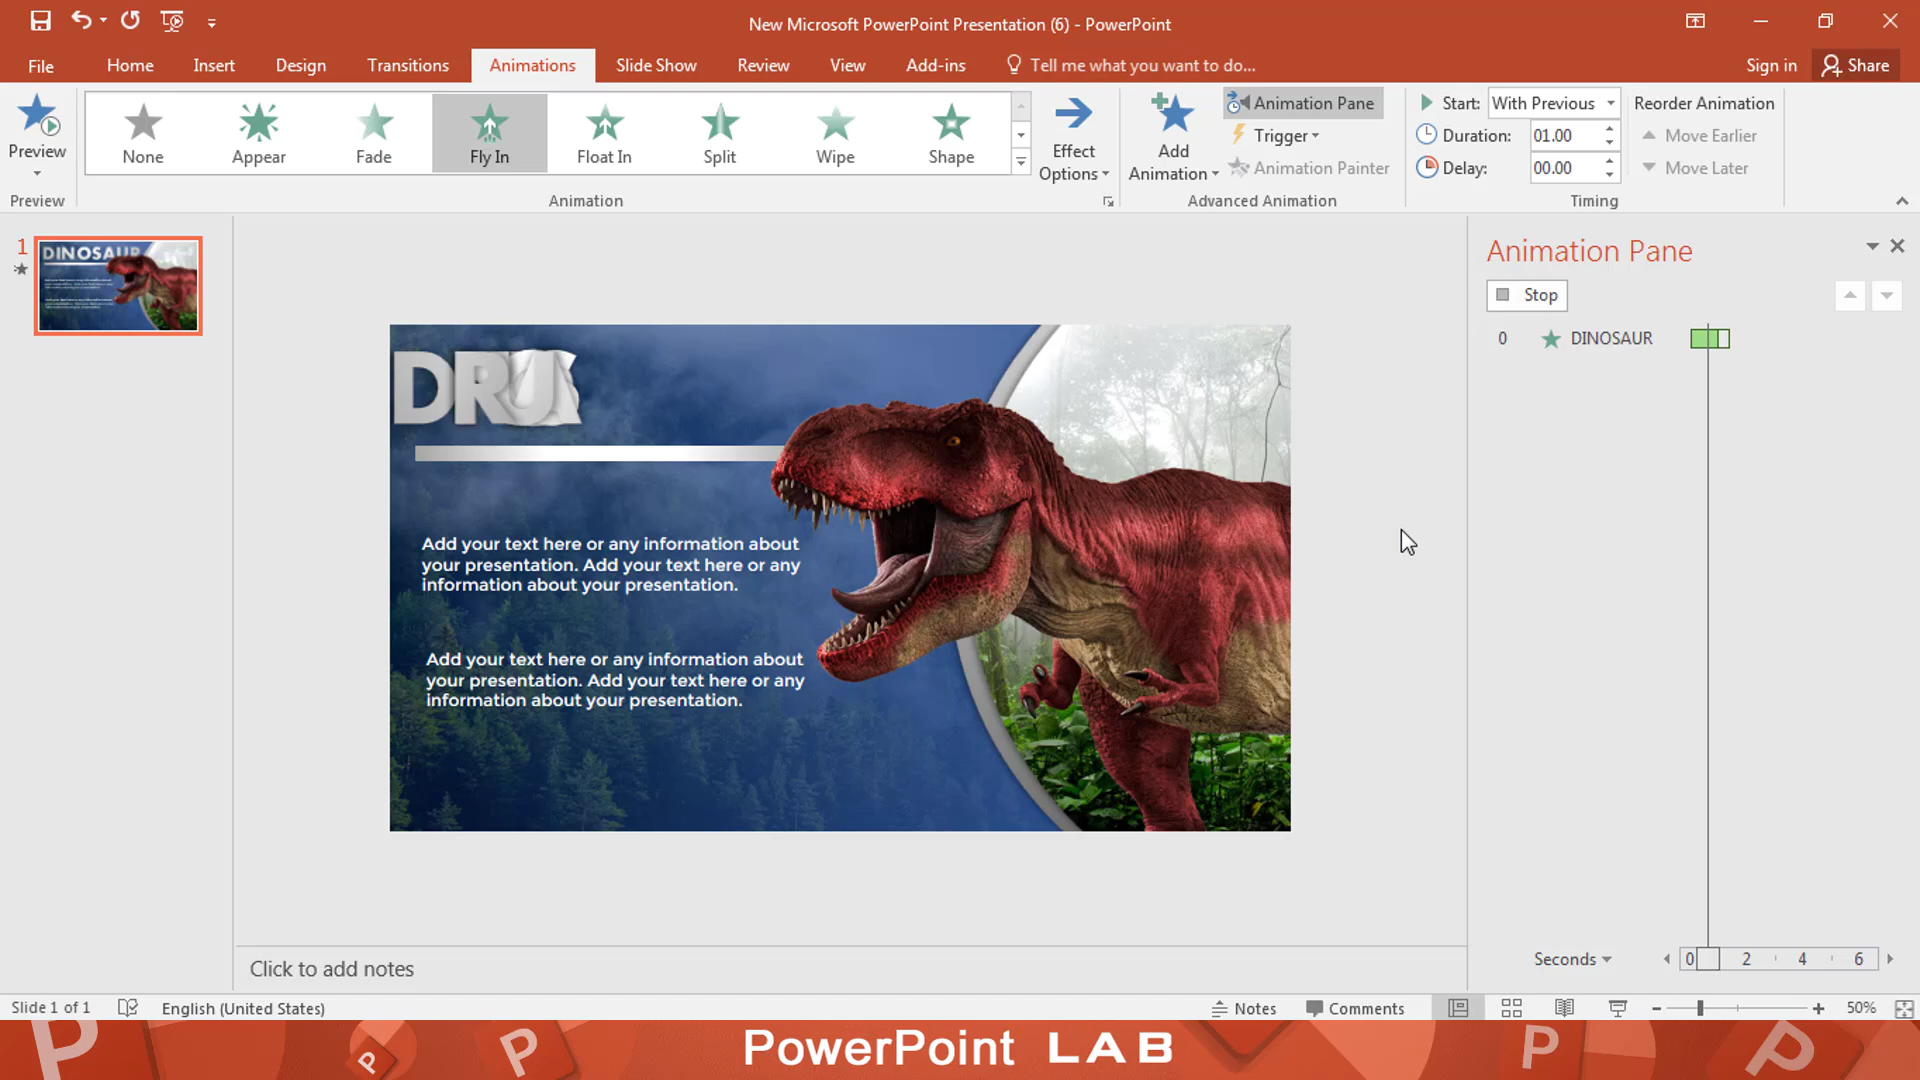 New Microsoft PowerPoint Presentation (6) - PowerPoint
File Home Insert Design Transitions Animations Slide Show Review View Add-ins Tell me what you want to do... Sign in Share
Preview
None Appear Fade Fly In Float In Split Wipe Shape
Effect Options
Add Animation
Animation Pane
Trigger
Animation Painter
Start: With Previous
Duration: 01.00
Delay: 00.00
Reorder Animation
Move Earlier
Move Later
Preview Animation Advanced Animation Timing
1
DINOSAUR
DRU
Add your text here or any information about
your presentation. Add your text here or any
information about your presentation.
Add your text here or any information about
your presentation. Add your text here or any
information about your presentation.
Animation Pane
Stop
0 DINOSAUR
Seconds 0 2 4 6
Click to add notes
Slide 1 of 1 English (United States) Notes Comments 50%
PowerPoint LAB